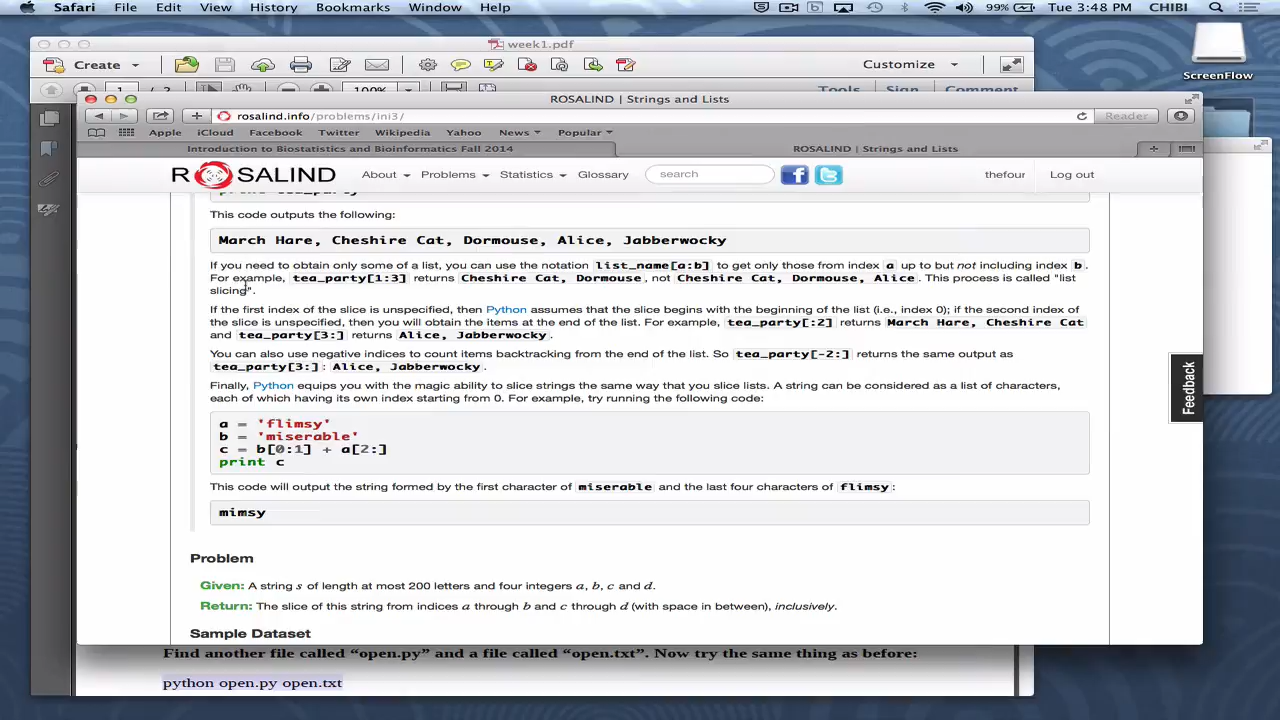 Safari File Edit View History Bookmarks Window Help 99% Tue 3:48 PM CHIBI
week1.pdf
Create Customize
1 / 2 100% Tools Sign Comment
ScreenFlow
ROSALIND | Strings and Lists
rosalind.info/problems/ini3/ Reader
Apple iCloud Facebook Twitter Wikipedia Yahoo News Popular
Introduction to Biostatistics and Bioinformatics Fall 2014 ROSALIND | Strings and Lists
ROSALIND About Problems Statistics Glossary search thefour Log out
This code outputs the following:
March Hare, Cheshire Cat, Dormouse, Alice, Jabberwocky
If you need to obtain only some of a list, you can use the notation list_name[a:b] to get only those from index a up to but not including index b.
For example, tea_party[1:3] returns Cheshire Cat, Dormouse, not Cheshire Cat, Dormouse, Alice. This process is called "list
slicing".
If the first index of the slice is unspecified, then Python assumes that the slice begins with the beginning of the list (i.e., index 0); if the second index of
the slice is unspecified, then you will obtain the items at the end of the list. For example, tea_party[:2] returns March Hare, Cheshire Cat
and tea_party[3:] returns Alice, Jabberwocky.
You can also use negative indices to count items backtracking from the end of the list. So tea_party[-2:] returns the same output as
tea_party[3:]: Alice, Jabberwocky.
Finally, Python equips you with the magic ability to slice strings the same way that you slice lists. A string can be considered as a list of characters,
each of which having its own index starting from 0. For example, try running the following code:
a = 'flimsy'
b = 'miserable'
c = b[0:1] + a[2:]
print c
This code will output the string formed by the first character of miserable and the last four characters of flimsy:
mimsy
Feedback
Problem
Given: A string s of length at most 200 letters and four integers a, b, c and d.
Return: The slice of this string from indices a through b and c through d (with space in between), inclusively.
Sample Dataset
Find another file called “open.py” and a file called “open.txt”. Now try the same thing as before:
python open.py open.txt